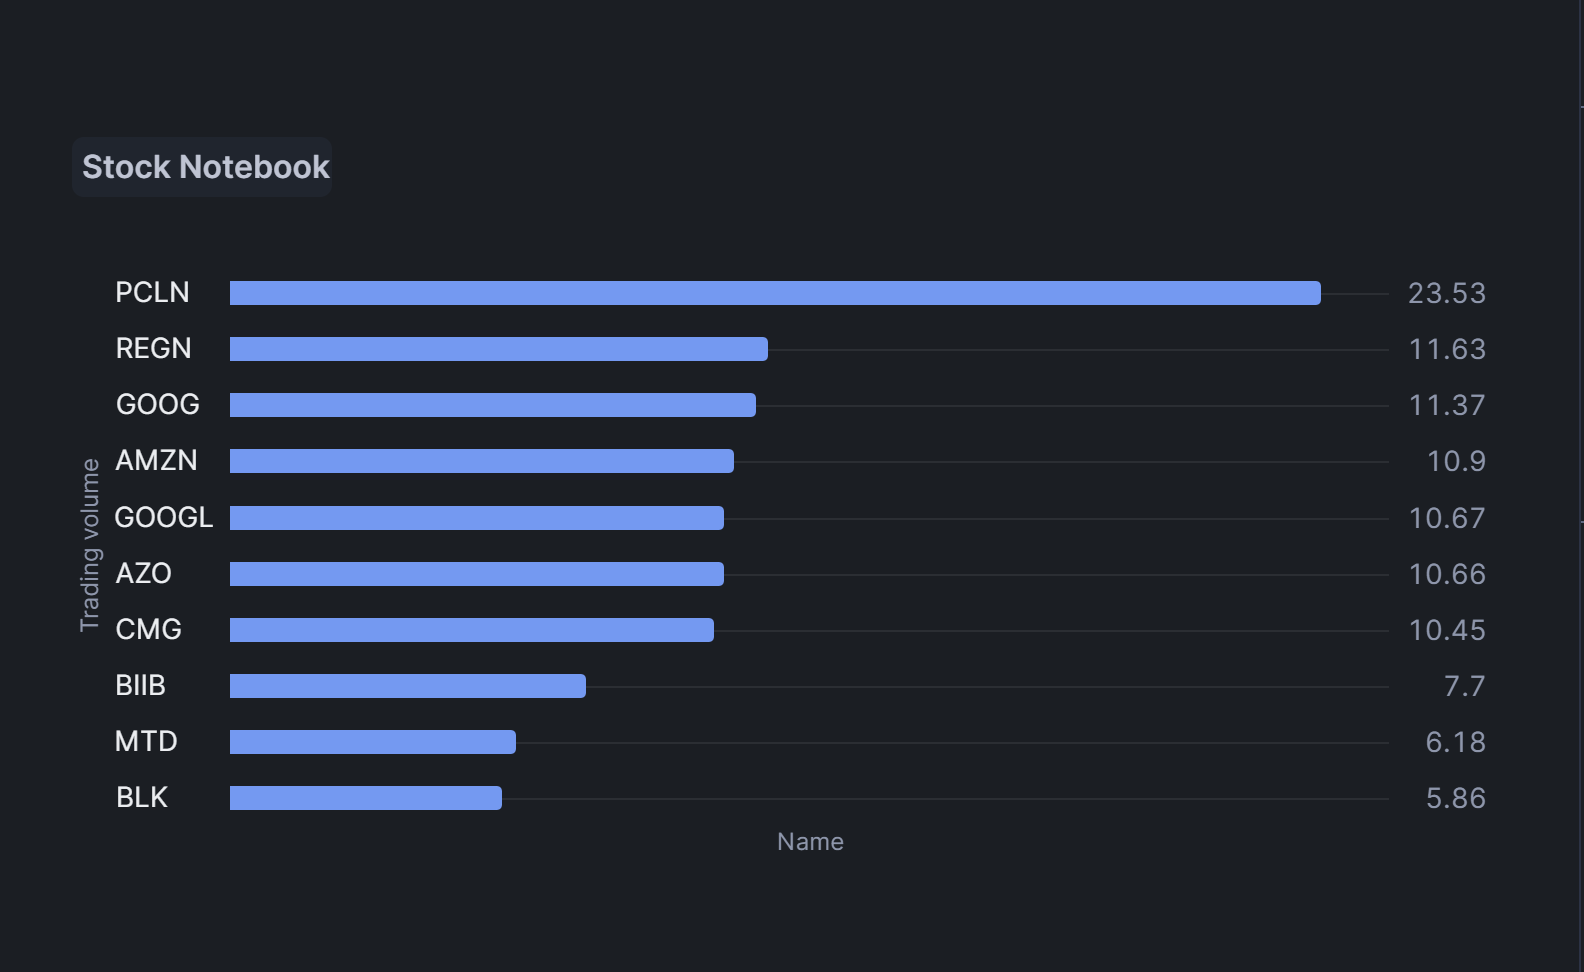 Stock Notebook
PCLN 23.53
REGN 11.63
GOOG 11.37
AMZN 10.9
GOOGL 10.67
AZO 10.66
CMG 10.45
BIIB 7.7
MTD 6.18
BLK 5.86
Trading volume
Name